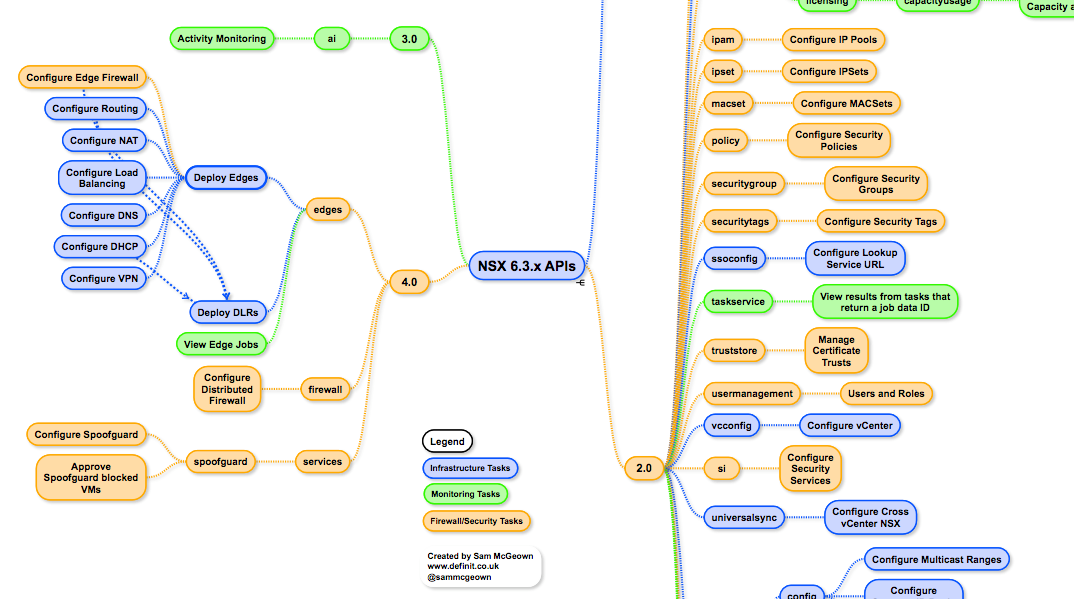 licensing
capacityusage
Capacity a
Activity Monitoring
ai
3.0
Configure Edge Firewall
Configure Routing
Configure NAT
Configure Load
Balancing
Configure DNS
Configure DHCP
Configure VPN
Deploy Edges
edges
Deploy DLRs
View Edge Jobs
4.0
NSX 6.3.x APIs
Configure
Distributed
Firewall
firewall
Configure Spoofguard
Approve
Spoofguard blocked
VMs
spoofguard
services
Legend
Infrastructure Tasks
Monitoring Tasks
Firewall/Security Tasks
Created by Sam McGeown
www.definit.co.uk
@sammcgeown
2.0
ipam
Configure IP Pools
ipset
Configure IPSets
macset
Configure MACSets
policy
Configure Security
Policies
securitygroup
Configure Security
Groups
securitytags
Configure Security Tags
ssoconfig
Configure Lookup
Service URL
taskservice
View results from tasks that
return a job data ID
truststore
Manage
Certificate
Trusts
usermanagement
Users and Roles
vcconfig
Configure vCenter
si
Configure
Security
Services
universalsync
Configure Cross
vCenter NSX
Configure Multicast Ranges
config
Configure